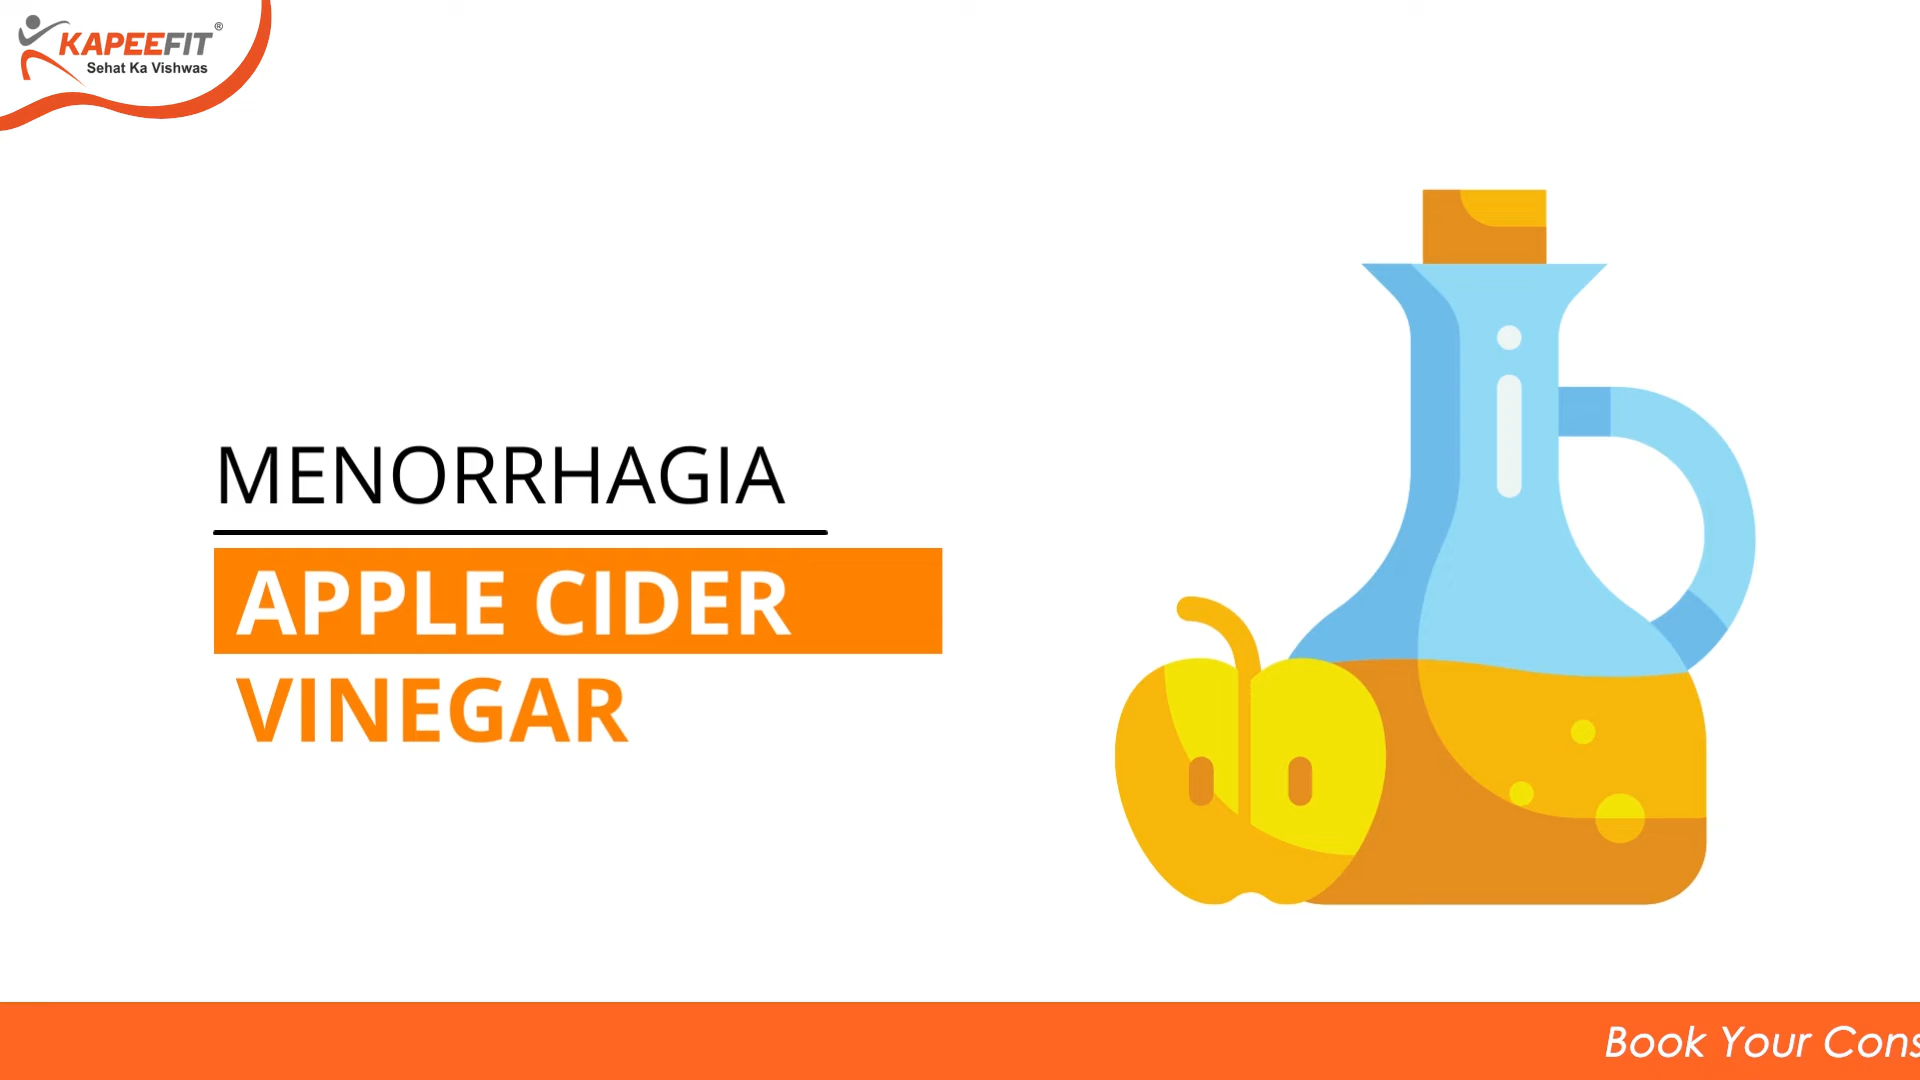 KAPEEFIT®
Sehat Ka Vishwas
MENORRHAGIA
APPLE CIDER
VINEGAR
Book Your